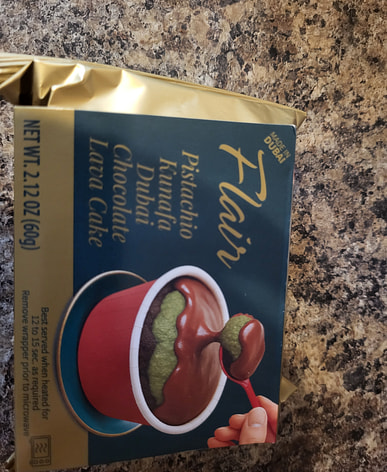 MADE IN
DUBAI
Flair
Pistachio
Kunafa
Dubai
Chocolate
Lava Cake
NET WT. 2.12 OZ (60g)
Best served when heated for
12 to 15 sec. as required
Remove wrapper prior to microwave